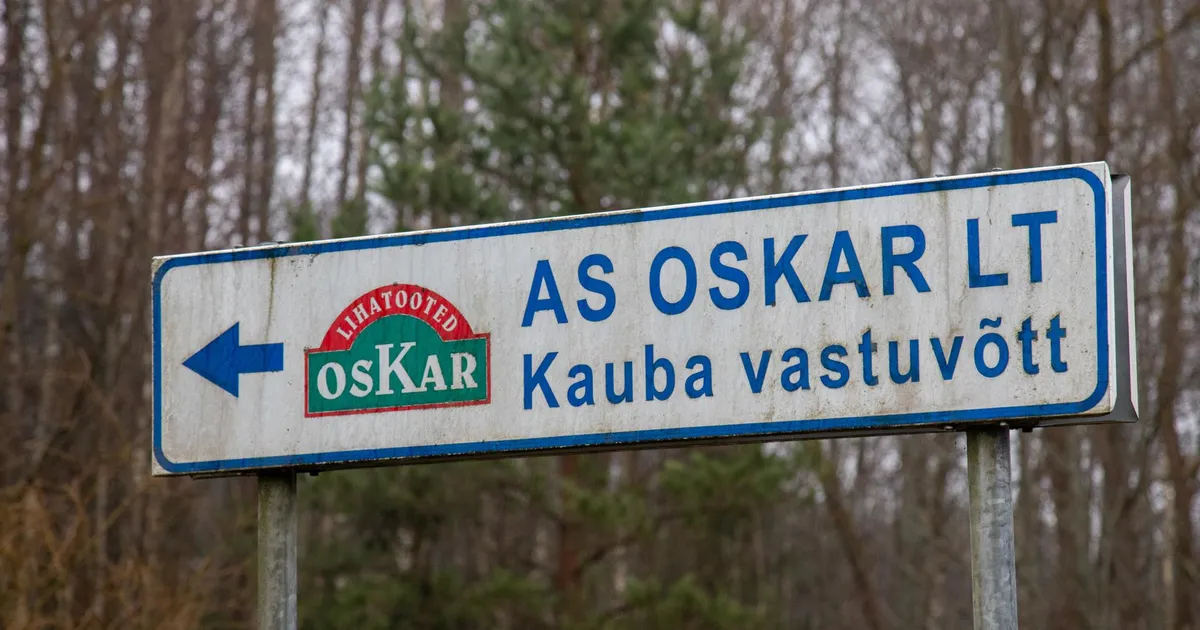 LIHATOOTED
OSKAR
AS OSKAR LT
Kauba vastuvõtt